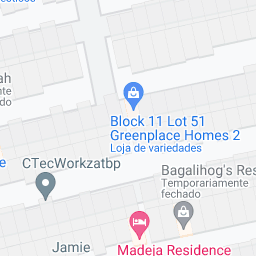 Block 11 Lot 51
Greenplace Homes 2
Loja de variedades
CTecWorkzatbp
Bagalihog's Res
Temporariamente
fechado
Jamie
Madeja Residence